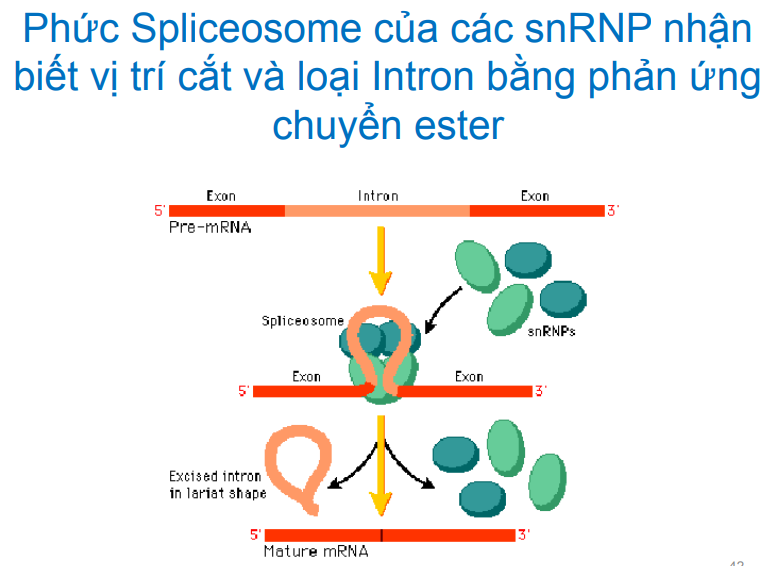 Phức Spliceosome của các snRNP nhận
biết vị trí cắt và loại Intron bằng phản ứng
chuyển ester
Exon Intron Exon
5' 3'
Pre-mRNA
Spliceosome
snRNPs
Exon Exon
5' 3'
Excised intron
in lariat shape
5' 3'
Mature mRNA